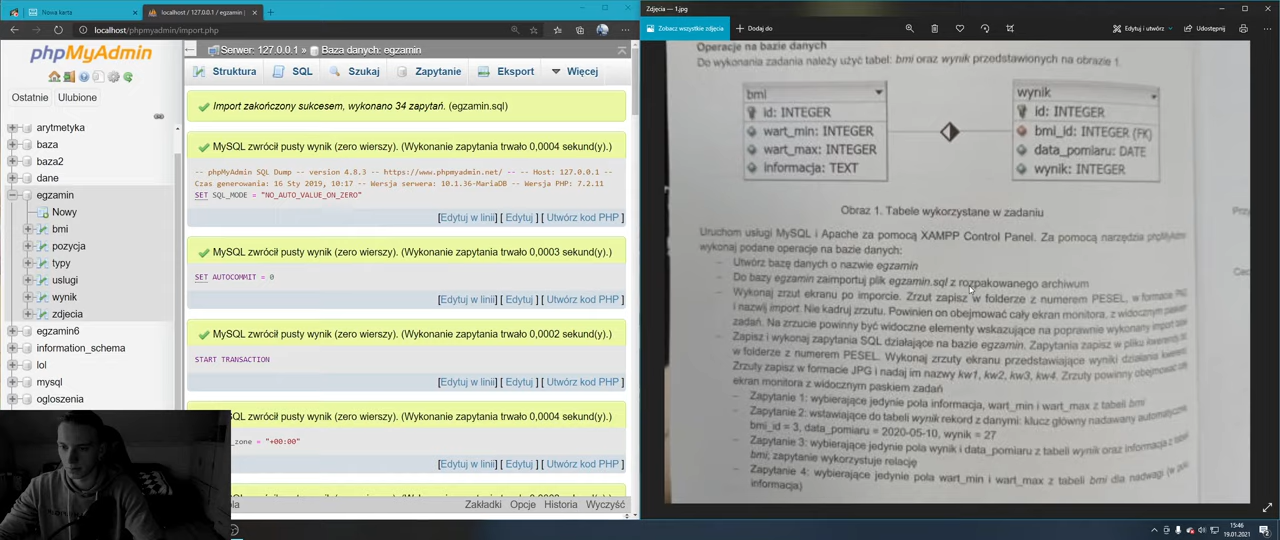 Nowa karta
localhost / 127.0.0.1 / egzamin |
localhost/phpmyadmin/import.php
phpMyAdmin
Ostatnie
Ulubione
arytmetyka
baza
baza2
dane
egzamin
Nowy
bmi
pozycja
typy
uslugi
wynik
zdjecia
egzamin6
information_schema
lol
mysql
ogloszenia
Serwer: 127.0.0.1 » Baza danych: egzamin
Struktura
SQL
Szukaj
Zapytanie
Eksport
Więcej
Import zakończony sukcesem, wykonano 34 zapytań. (egzamin.sql)
MySQL zwrócił pusty wynik (zero wierszy). (Wykonanie zapytania trwało 0,0004 sekund(y).)
-- phpMyAdmin SQL Dump -- version 4.8.3 -- https://www.phpmyadmin.net/ -- -- Host: 127.0.0.1 --
Czas generowania: 16 Sty 2019, 10:17 -- Wersja serwera: 10.1.36-MariaDB -- Wersja PHP: 7.2.11
SET SQL_MODE = "NO_AUTO_VALUE_ON_ZERO"
[Edytuj w linii] [ Edytuj ] [ Utwórz kod PHP ]
MySQL zwrócił pusty wynik (zero wierszy). (Wykonanie zapytania trwało 0,0003 sekund(y).)
SET AUTOCOMMIT = 0
[Edytuj w linii] [ Edytuj ] [ Utwórz kod PHP ]
MySQL zwrócił pusty wynik (zero wierszy). (Wykonanie zapytania trwało 0,0002 sekund(y).)
START TRANSACTION
[Edytuj w linii] [ Edytuj ] [ Utwórz kod PHP ]
MySQL zwrócił pusty wynik (zero wierszy). (Wykonanie zapytania trwało 0,0004 sekund(y).)
_zone = "+00:00"
[Edytuj w linii] [ Edytuj ] [ Utwórz kod PHP ]
Zakładki
Opcje
Historia
Wyczyść
Zdjęcia — 1.jpg
Zobacz wszystkie zdjęcia
Dodaj do
Edytuj i utwórz
Udostępnij
Operacje na bazie danych
Do wykonania zadania należy użyć tabel: bmi oraz wynik przedstawionych na obrazie 1.
bmi
id: INTEGER
wart_min: INTEGER
wart_max: INTEGER
informacja: TEXT
wynik
id: INTEGER
bmi_id: INTEGER (FK)
data_pomiaru: DATE
wynik: INTEGER
Obraz 1. Tabele wykorzystane w zadaniu
Uruchom usługi MySQL i Apache za pomocą XAMPP Control Panel. Za pomocą narzędzia phpMyAdmin
wykonaj podane operacje na bazie danych:
− Utwórz bazę danych o nazwie egzamin
− Do bazy egzamin zaimportuj plik egzamin.sql z rozpakowanego archiwum
− Wykonaj zrzut ekranu po imporcie. Zrzut zapisz w folderze z numerem PESEL, w formacie
i nazwij import. Nie kadruj zrzutu. Powinien on obejmować cały ekran monitora, z widocznym paskiem
zadań. Na zrzucie powinny być widoczne elementy wskazujące na poprawnie wykonany import
− Zapisz i wykonaj zapytania SQL działające na bazie egzamin. Zapytania zapisz w pliku
w folderze z numerem PESEL. Wykonaj zrzuty ekranu przedstawiające wyniki działania
Zrzuty zapisz w formacie JPG i nadaj im nazwy kw1, kw2, kw3, kw4. Zrzuty powinny obejmować
ekran monitora z widocznym paskiem zadań
− Zapytanie 1: wybierające jedynie pola informacja, wart_min i wart_max z tabeli bmi
− Zapytanie 2: wstawiające do tabeli wynik rekord z danymi: klucz główny nadawany automatycznie,
bmi_id = 3, data_pomiaru = 2020-05-10, wynik = 27
− Zapytanie 3: wybierające jedynie pola wynik i data_pomiaru z tabeli wynik oraz informacja z
bmi; zapytanie wykorzystuje relację
− Zapytanie 4: wybierające jedynie pola wart_min i wart_max z tabeli bmi dla nadwagi (w
informacja)
15:46
19.01.2021